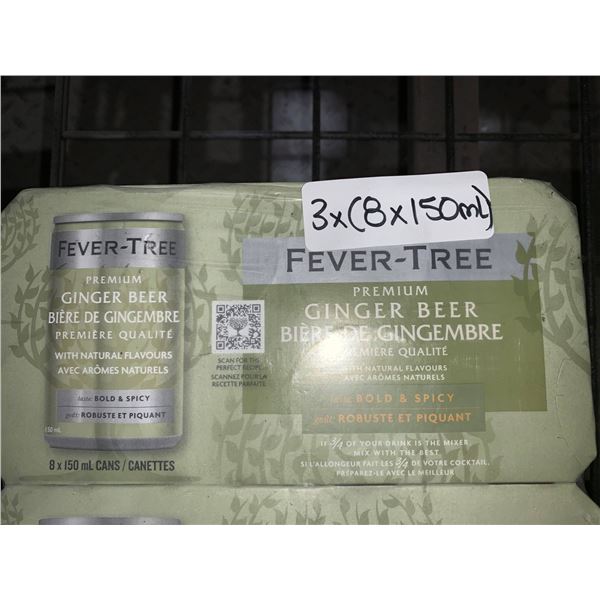 3x(8x150ml)
FEVER-TREE
PREMIUM
GINGER BEER
BIÈRE DE GINGEMBRE
PREMIÈRE QUALITÉ
WITH NATURAL FLAVOURS
AVEC ARÔMES NATURELS
taste: BOLD & SPICY
goût: ROBUSTE ET PIQUANT
150 mL
8 x 150 mL CANS / CANETTES
SCAN FOR THE
PERFECT RECIPE
SCANNEZ POUR LA
RECETTE PARFAITE
FEVER-TREE
PREMIUM
GINGER BEER
BIÈRE DE GINGEMBRE
PREMIÈRE QUALITÉ
WITH NATURAL FLAVOURS
AVEC ARÔMES NATURELS
taste: BOLD & SPICY
goût: ROBUSTE ET PIQUANT
IF 3/4 OF YOUR DRINK IS THE MIXER
MIX WITH THE BEST
SI L'ALLONGEUR FAIT LES 3/4 DE VOTRE COCKTAIL,
PRÉPAREZ-LE AVEC LE MEILLEUR